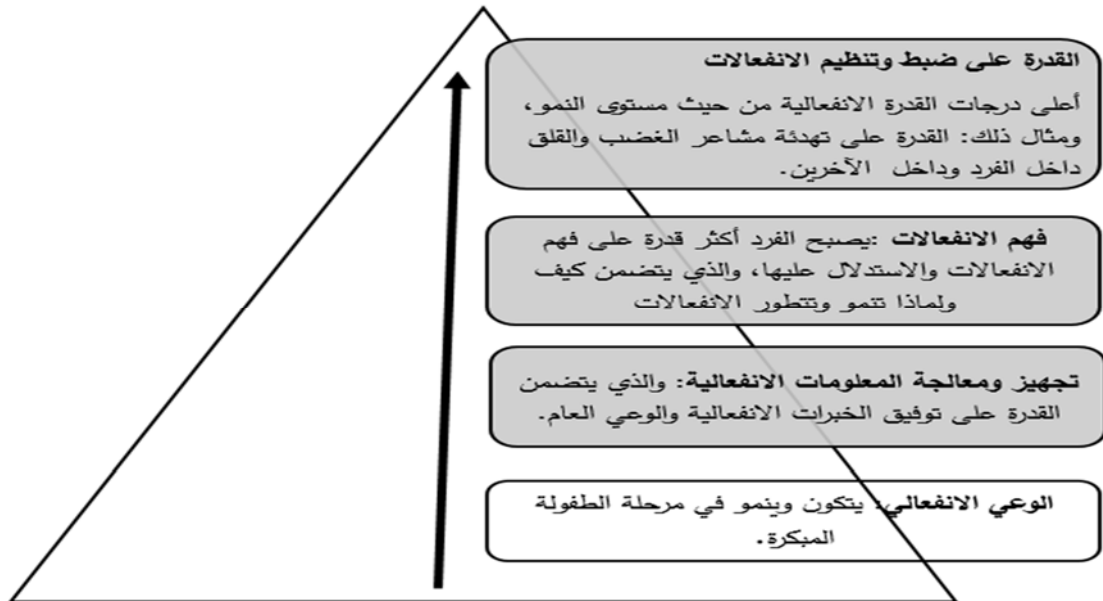 القدرة على ضبط وتنظيم الانفعالات
أعلى درجات القدرة الانفعالية من حيث مستوى النمو،
ومثال ذلك: القدرة على تهدئة مشاعر الغضب والقلق
داخل الفرد وداخل الآخرين.
فهم الانفعالات :يصبح الفرد أكثر قدرة على فهم
الانفعالات والاستدلال عليها، والذي يتضمن كيف
ولماذا تنمو وتتطور الانفعالات
تجهيز ومعالجة المعلومات الانفعالية: والذي يتضمن
القدرة على توفيق الخبرات الانفعالية والوعي العام.
الوعي الانفعالي: يتكون وينمو في مرحلة الطفولة
المبكرة.